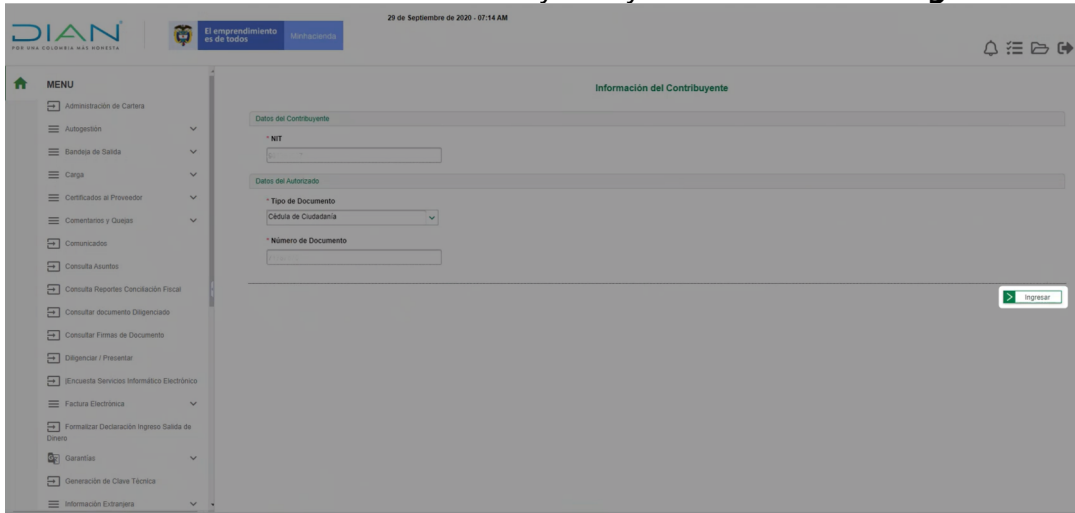 29 de Septiembre de 2020 - 07:14 AM
DIAN
POR UNA COLOMBIA MÁS HONESTA
El emprendimiento
es de todos
Minhacienda
MENU
Administración de Cartera
Autogestión
Bandeja de Salida
Carga
Certificados al Proveedor
Comentarios y Quejas
Comunicados
Consulta Asuntos
Consulta Reportes Conciliación Fiscal
Consultar documento Diligenciado
Consultar Firmas de Documento
Diligenciar / Presentar
|Encuesta Servicios Informático Electrónico
Factura Electrónica
Formalizar Declaración Ingreso Salida de
Dinero
Garantías
Generación de Clave Técnica
Información Extranjera
Información del Contribuyente
Datos del Contribuyente
* NIT
Datos del Autorizado
* Tipo de Documento
Cédula de Ciudadanía
* Número de Documento
Ingresar